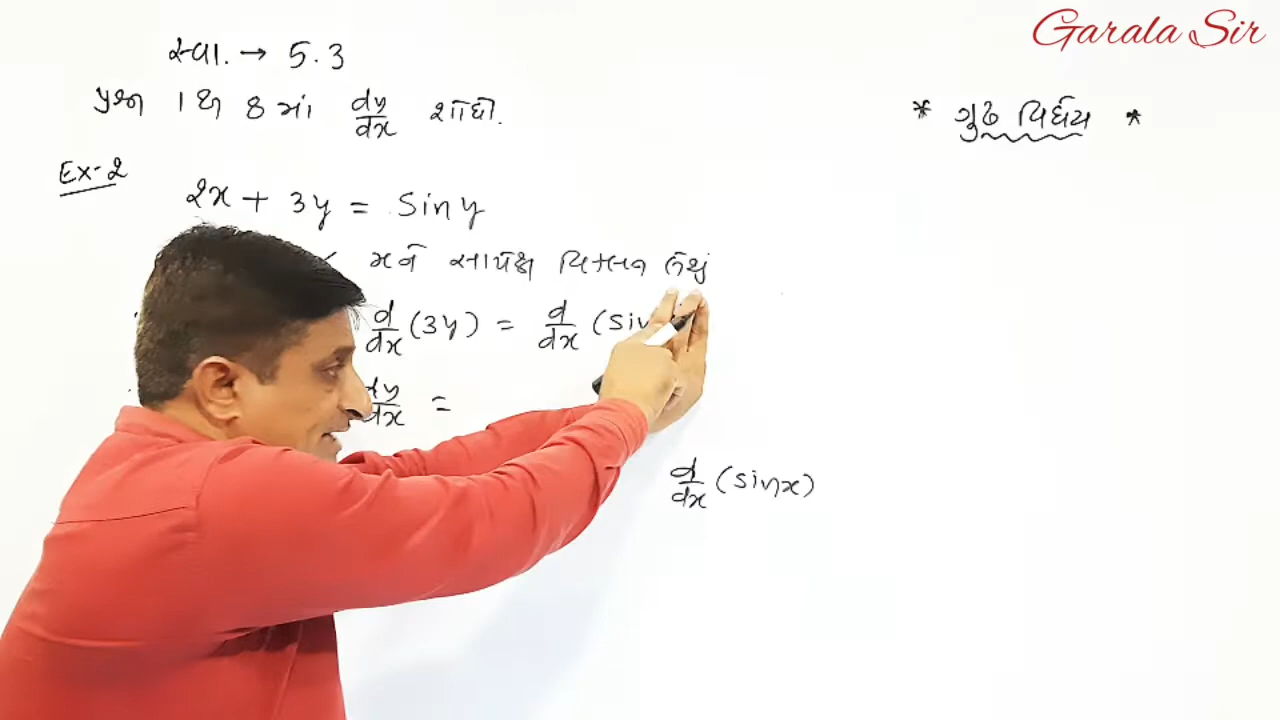 Garala Sir
સ્વા. → 5.3
પ્રશ્ન 1 થી 8 માં dy/dx શોધો.
* ગૂઢ વિધેય *
Ex-2
2x + 3y = Sin y
સાપેક્ષ વિકલન
d/dx (3y) = d/dx (Sin
dy/dx =
d/dx (sinx)